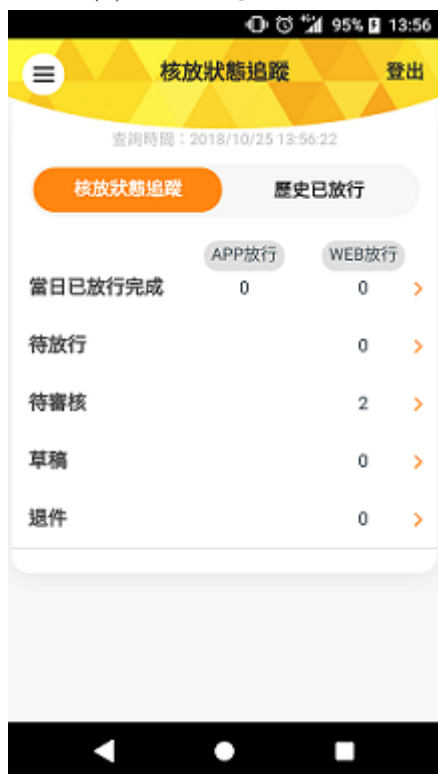 95% 13:56
核放狀態追蹤 登出
查詢時間：2018/10/25 13:56:22
核放狀態追蹤 歷史已放行
APP放行 WEB放行
當日已放行完成 0 0
待放行 0
待審核 2
草稿 0
退件 0